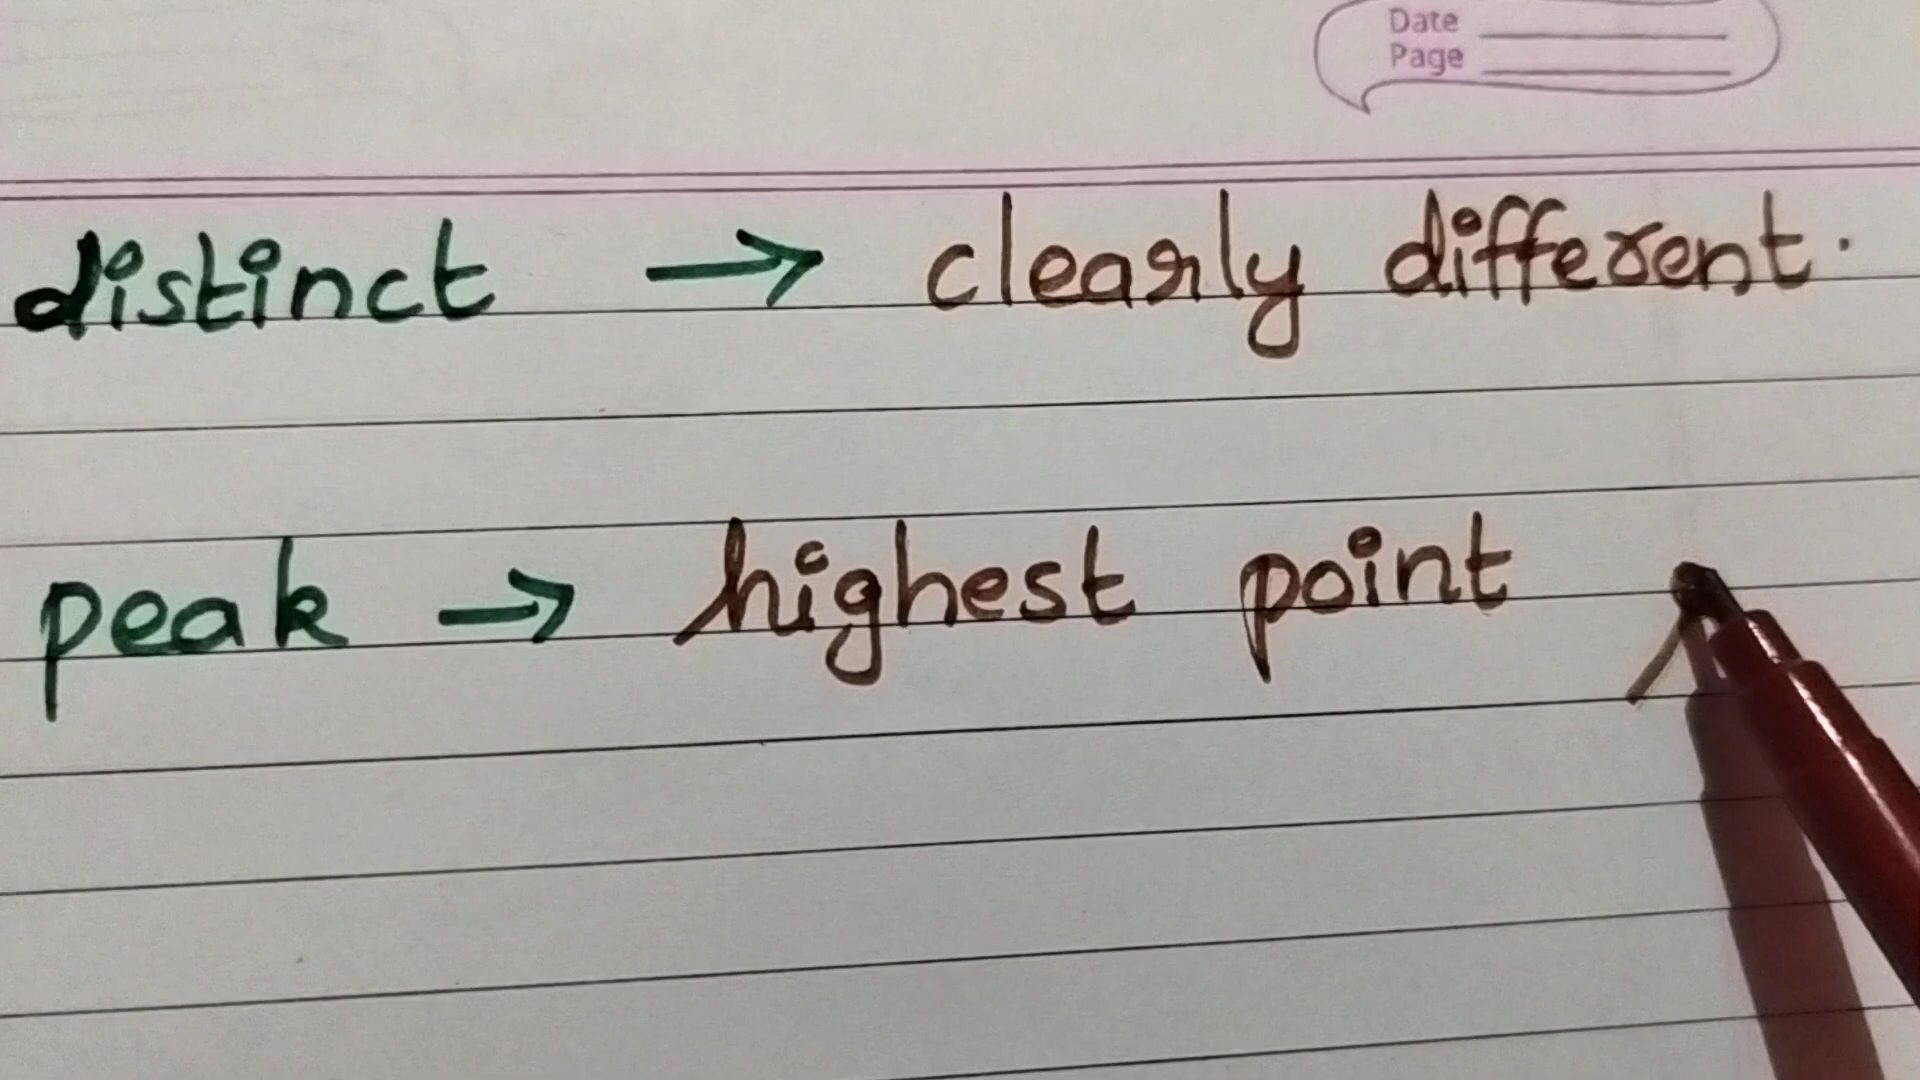 Date
Page
distinct → clearly different.
peak → highest point